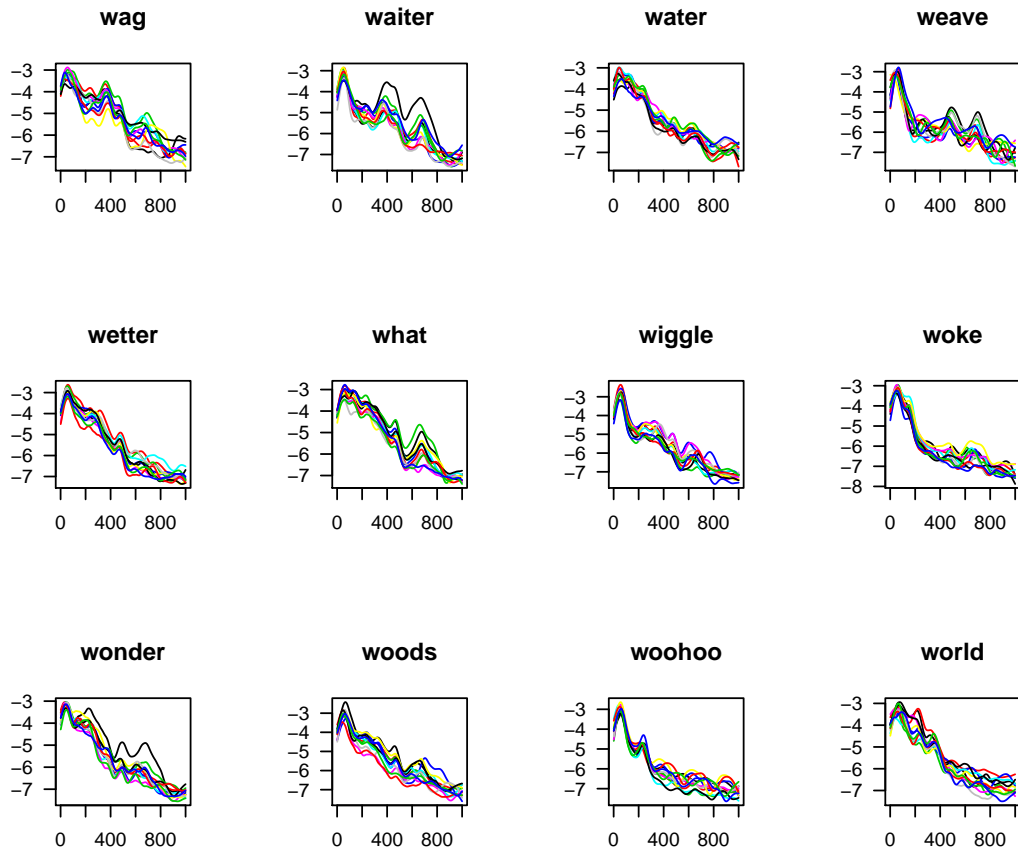 wag waiter water weave
−3 −3 −3 −3
−4 −4 −4 −4
−5 −5 −5 −5
−6 −6 −6 −6
−7 −7 −7 −7
0 400 800 0 400 800 0 400 800 0 400 800
wetter what wiggle woke
−3 −3 −3 −3
−4 −4 −4 −4
−5 −5 −5 −5
−6 −6 −6 −6
−7 −7 −7 −7
−8
0 400 800 0 400 800 0 400 800 0 400 800
wonder woods woohoo world
−3 −3 −3 −3
−4 −4 −4 −4
−5 −5 −5 −5
−6 −6 −6 −6
−7 −7 −7 −7
0 400 800 0 400 800 0 400 800 0 400 800